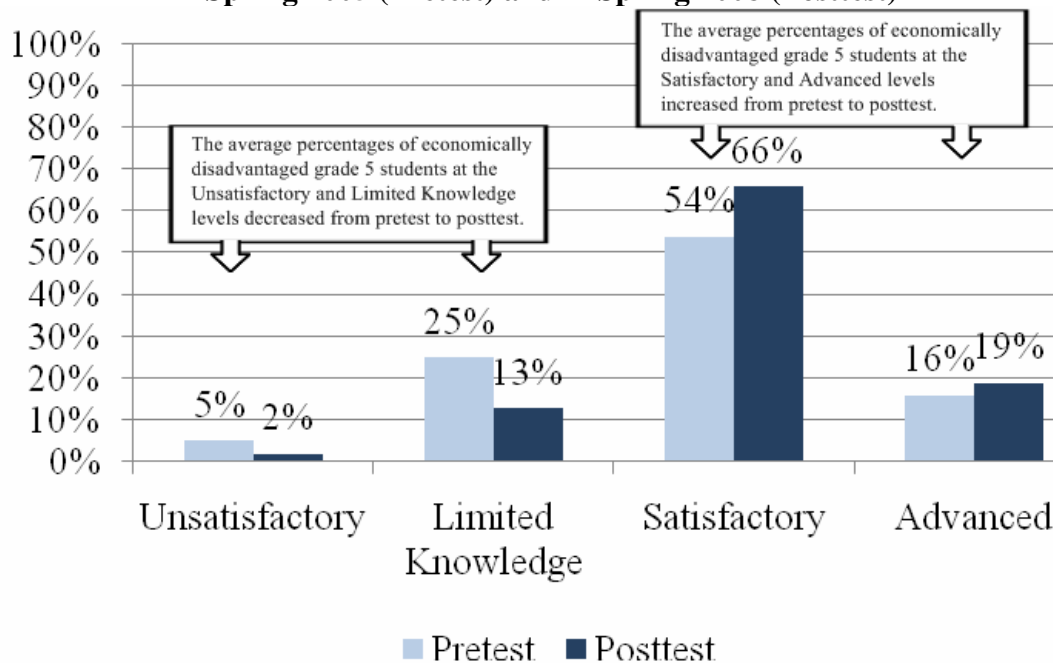 100%
90%
80%
70%
60%
50%
40%
30%
20%
10%
0%
The average percentages of economically
disadvantaged grade 5 students at the
Unsatisfactory and Limited Knowledge
levels decreased from pretest to posttest.
The average percentages of economically
disadvantaged grade 5 students at the
Satisfactory and Advanced levels
increased from pretest to posttest.
5%
2%
25%
13%
54%
66%
16%
19%
Unsatisfactory
Limited
Knowledge
Satisfactory
Advanced
Pretest
Posttest